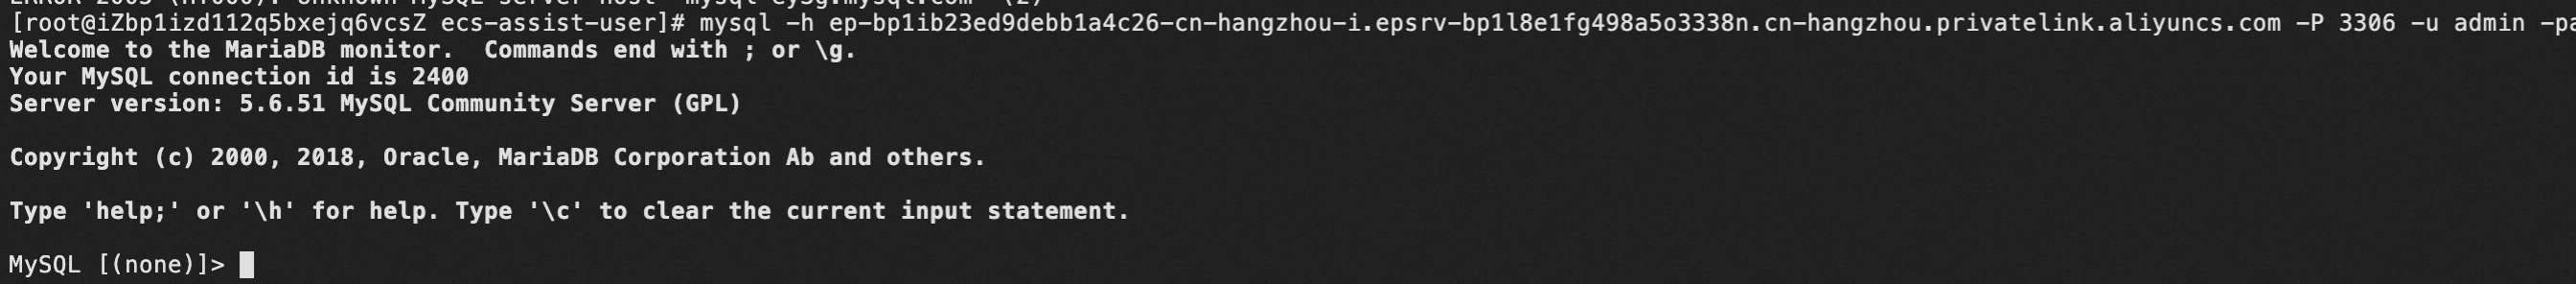 [root@iZbp1izd112q5bxejq6vcsZ ecs-assist-user]# mysql -h ep-bp1ib23ed9debb1a4c26-cn-hangzhou-i.epsrv-bp1l8e1fg498a5o3338n.cn-hangzhou.privatelink.aliyuncs.com -P 3306 -u admin -pa
Welcome to the MariaDB monitor.  Commands end with ; or \g.
Your MySQL connection id is 2400
Server version: 5.6.51 MySQL Community Server (GPL)
Copyright (c) 2000, 2018, Oracle, MariaDB Corporation Ab and others.
Type 'help;' or '\h' for help. Type '\c' to clear the current input statement.
MySQL [(none)]>